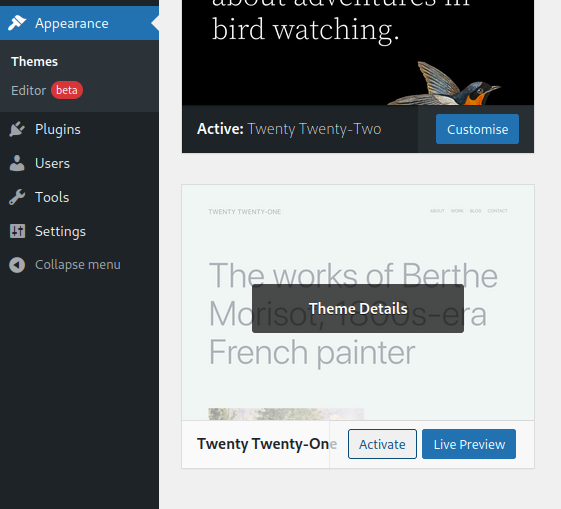 Appearance
Themes
Editor beta
Plugins
Users
Tools
Settings
Collapse menu
about adventures in
bird watching.
Active: Twenty Twenty-Two
Customise
TWENTY TWENTY-ONE
ABOUT WORK BLOG CONTACT
The works of Berthe
Morisot, 1800s-era
French painter
Theme Details
Twenty Twenty-One
Activate
Live Preview